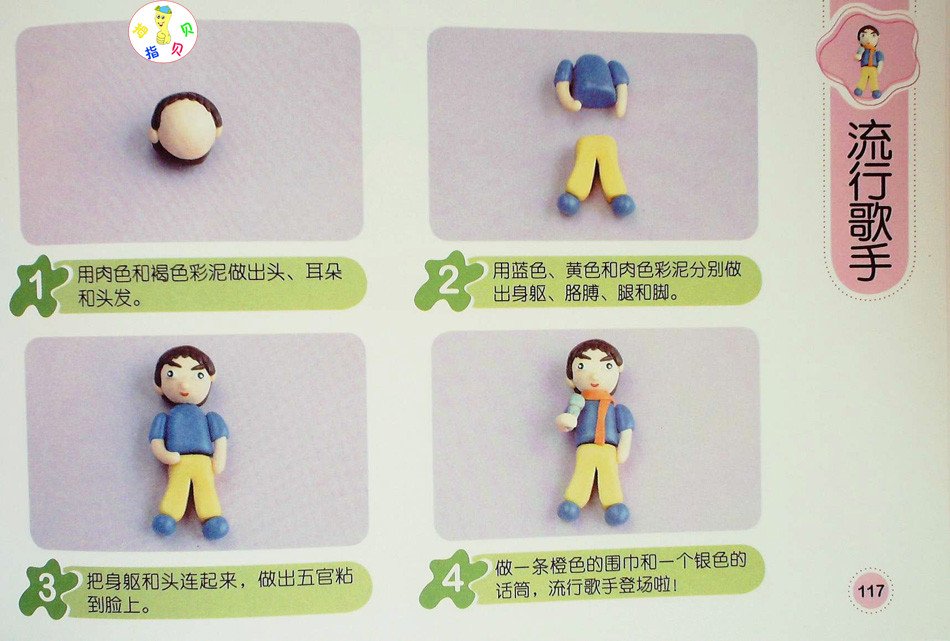 指贝贝
流行歌手
1
用肉色和褐色彩泥做出头、耳朵
和头发。
2
用蓝色、黄色和肉色彩泥分别做
出身躯、胳膊、腿和脚。
3
把身躯和头连起来，做出五官粘
到脸上。
4
做一条橙色的围巾和一个银色的
话筒，流行歌手登场啦！
117